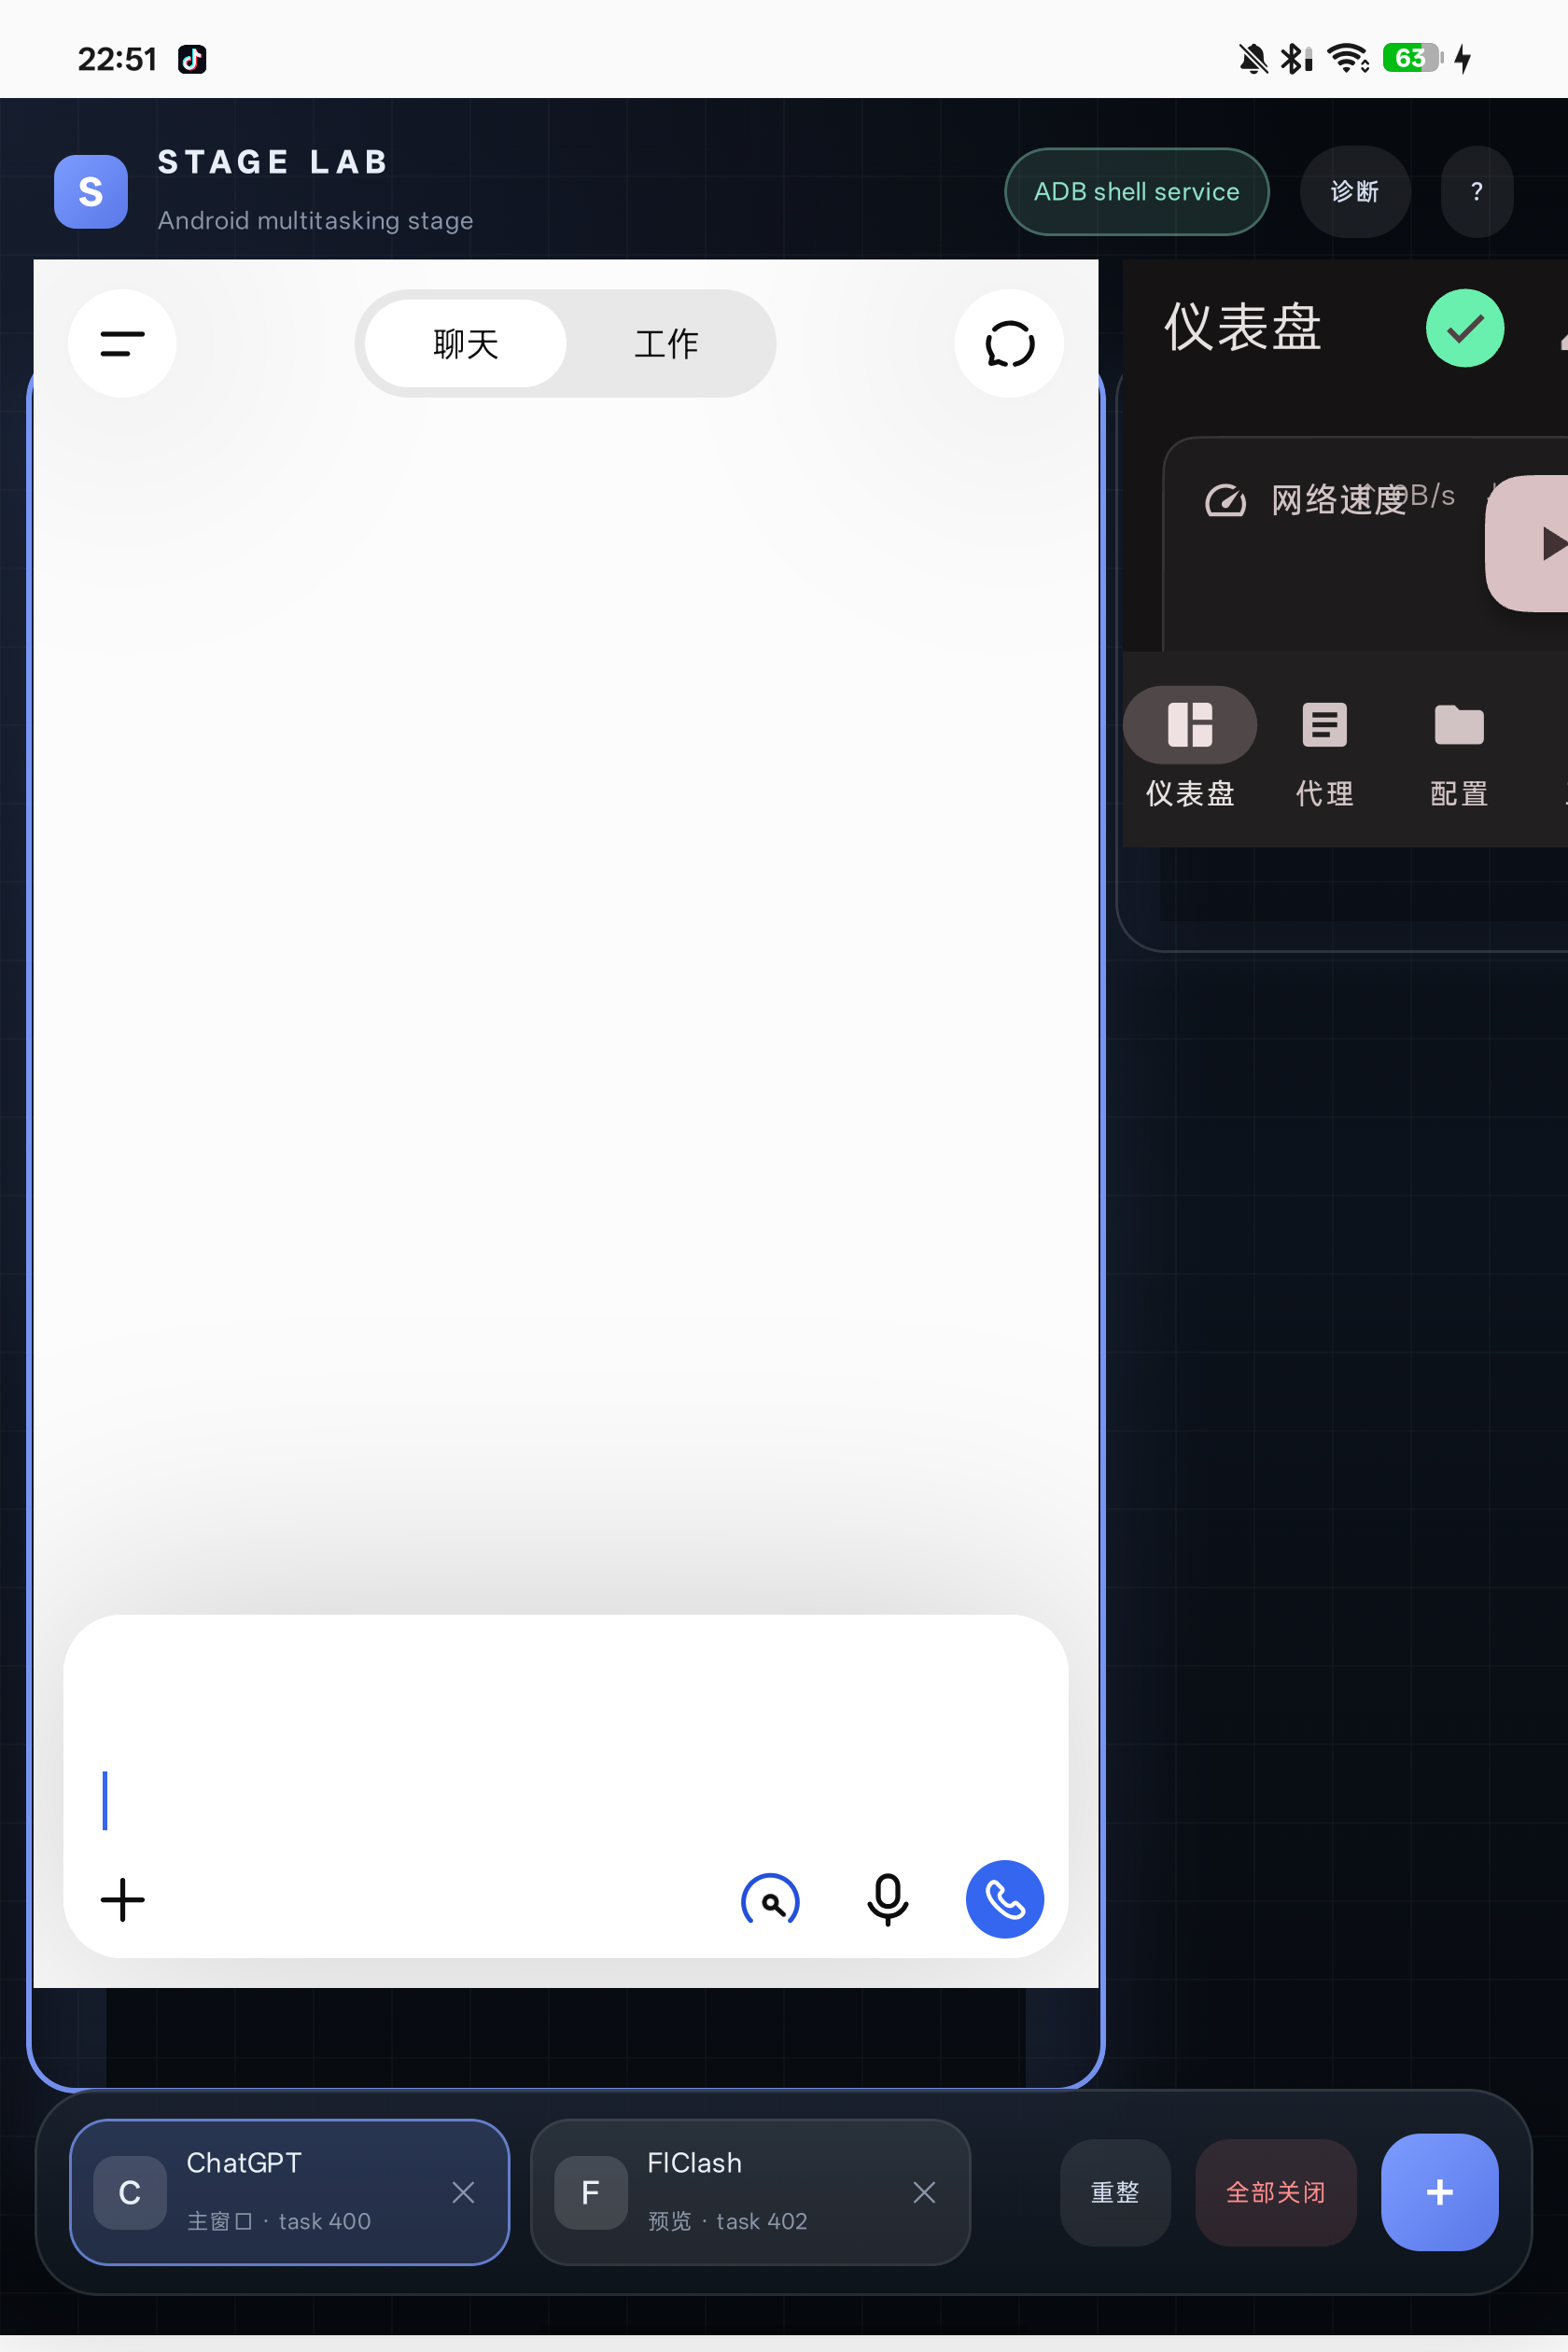 22:51
63
S
STAGE LAB
Android multitasking stage
ADB shell service
诊断
?
聊天
工作
仪表盘
网络速度
0B/s
仪表盘
代理
配置
C
ChatGPT
主窗口 · task 400
F
FlClash
预览 · task 402
重整
全部关闭
+